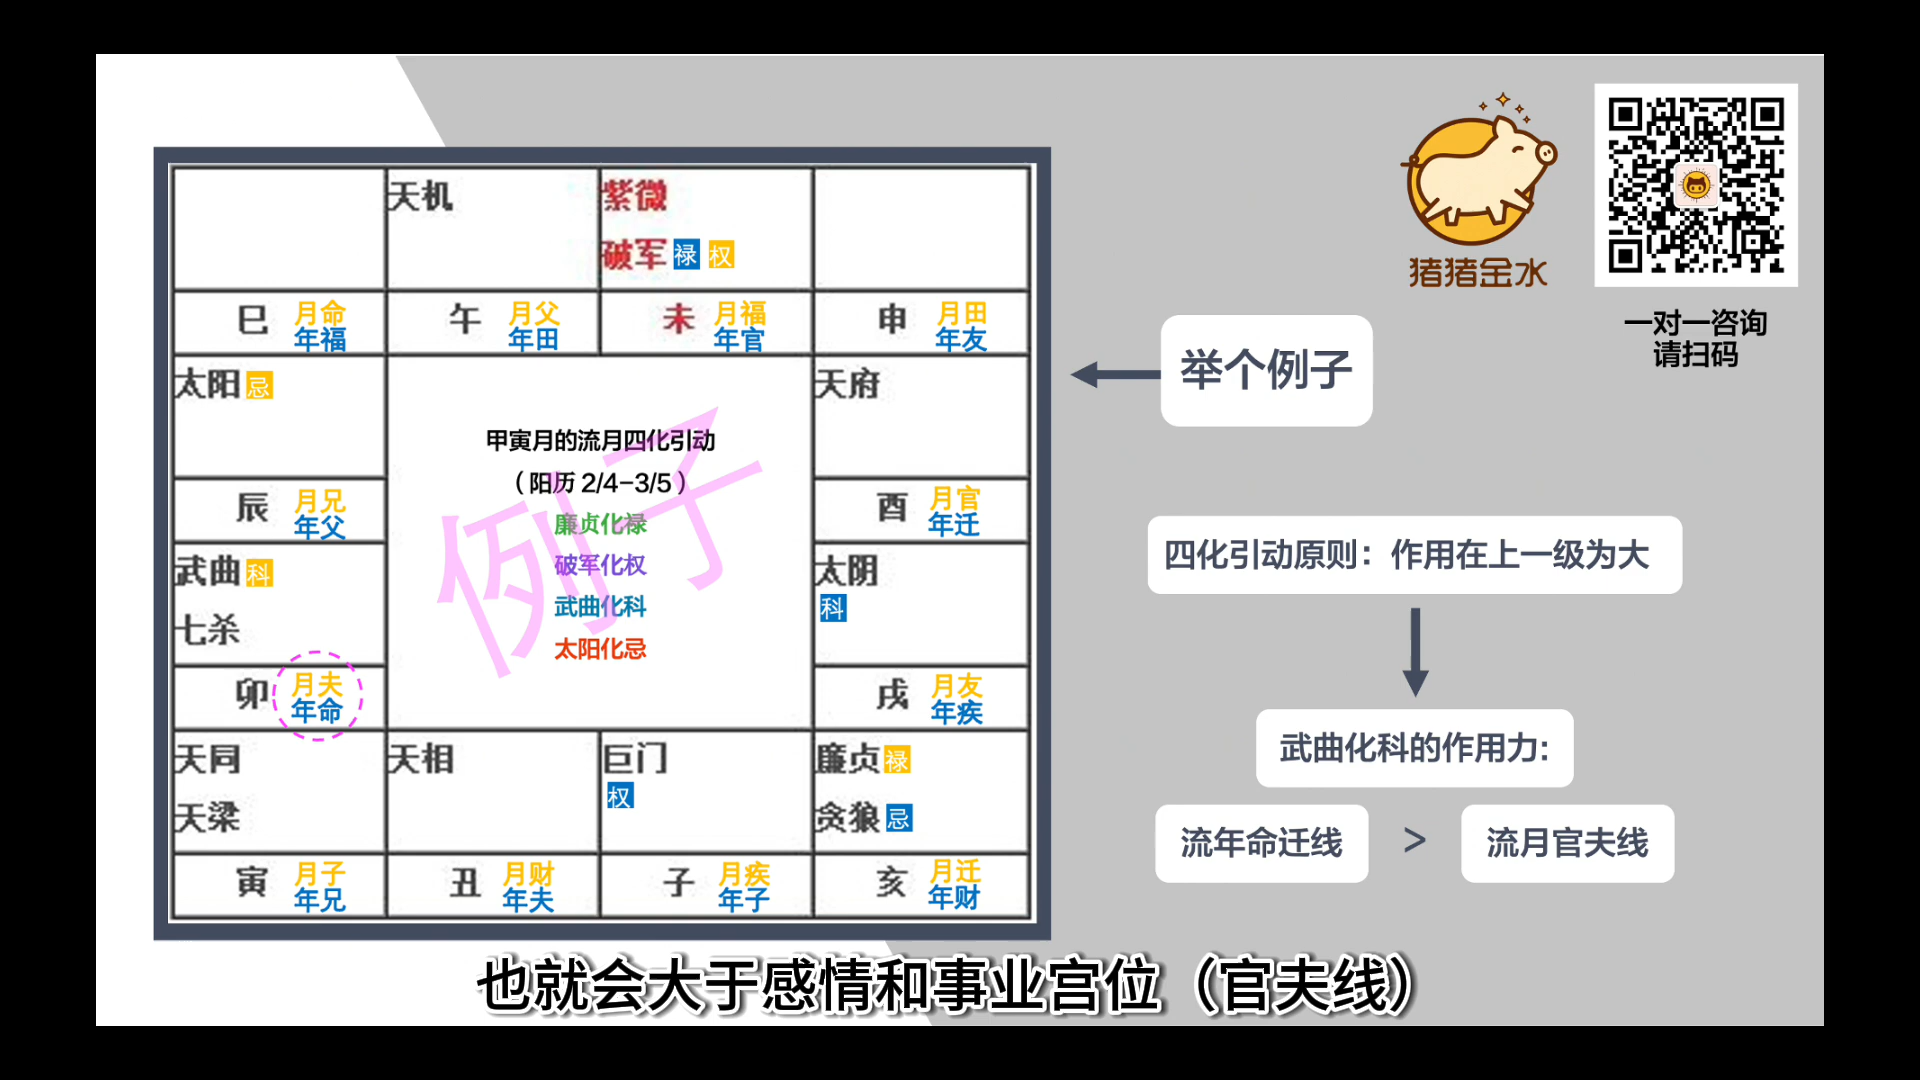 天机
紫微
破军 禄 权
巳 月命
年福
午 月父
年田
未 月福
年官
申 月田
年友
太阳 忌
天府
辰 月兄
年父
酉 月官
年迁
武曲 科
七杀
太阴
科
卯 月夫
年命
戌 月友
年疾
天同
天梁
天相
巨门
权
廉贞 禄
贪狼 忌
寅 月子
年兄
丑 月财
年夫
子 月疾
年子
亥 月迁
年财
甲寅月的流月四化引动
（阳历 2/4-3/5）
廉贞化禄
破军化权
武曲化科
太阳化忌
例子
猪猪金水
一对一咨询
请扫码
举个例子
四化引动原则：作用在上一级为大
武曲化科的作用力:
流年命迁线 > 流月官夫线
也就会大于感情和事业宫位（官夫线）